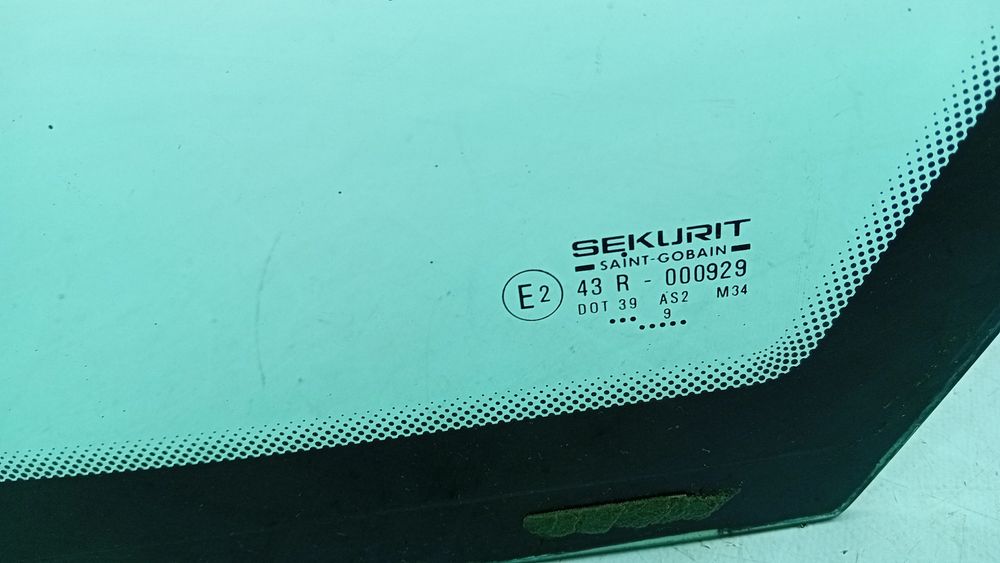 SEKURIT
SAINT-GOBAIN
E2 43 R - 000929
DOT 39 AS2 M34
... 9
.....